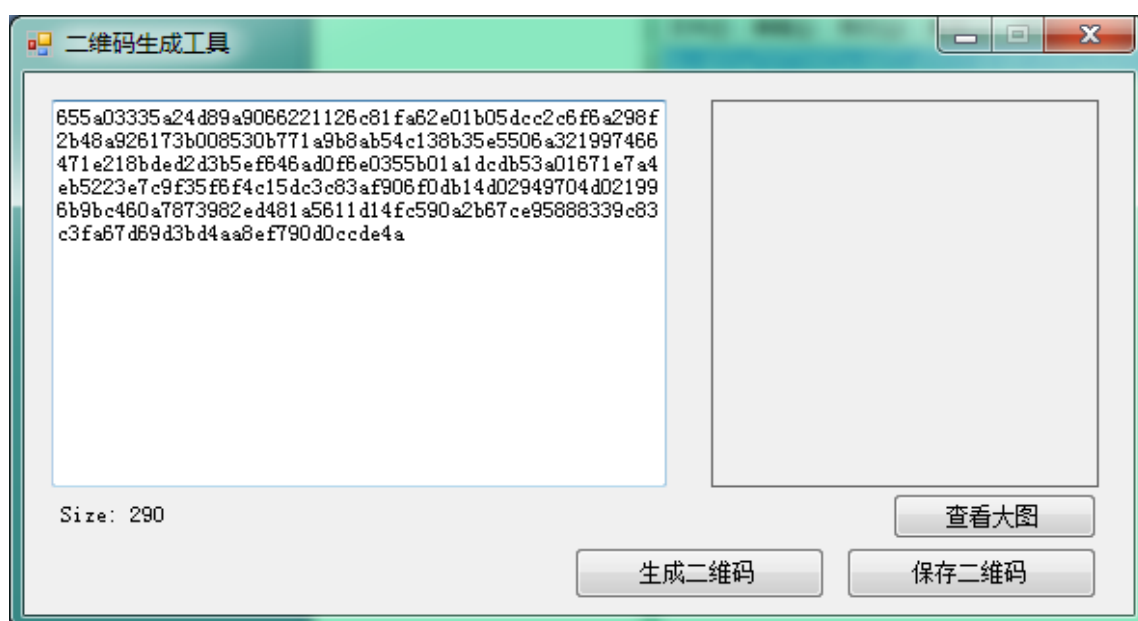 二维码生成工具
655a03335a24d89a9066221126c81fa62e01b05dcc2c6f6a298f
2b48a926173b008530b771a9b8ab54c138b35e5506a321997466
471e218bded2d3b5ef646ad0f6e0355b01a1dcdb53a01671e7a4
eb5223e7c9f35f6f4c15dc3c83af906f0db14d02949704d02199
6b9bc460a7873982ed481a5611d14fc590a2b67ce95888339c83
c3fa67d69d3bd4aa8ef790d0ccde4a
Size: 290
查看大图
生成二维码
保存二维码